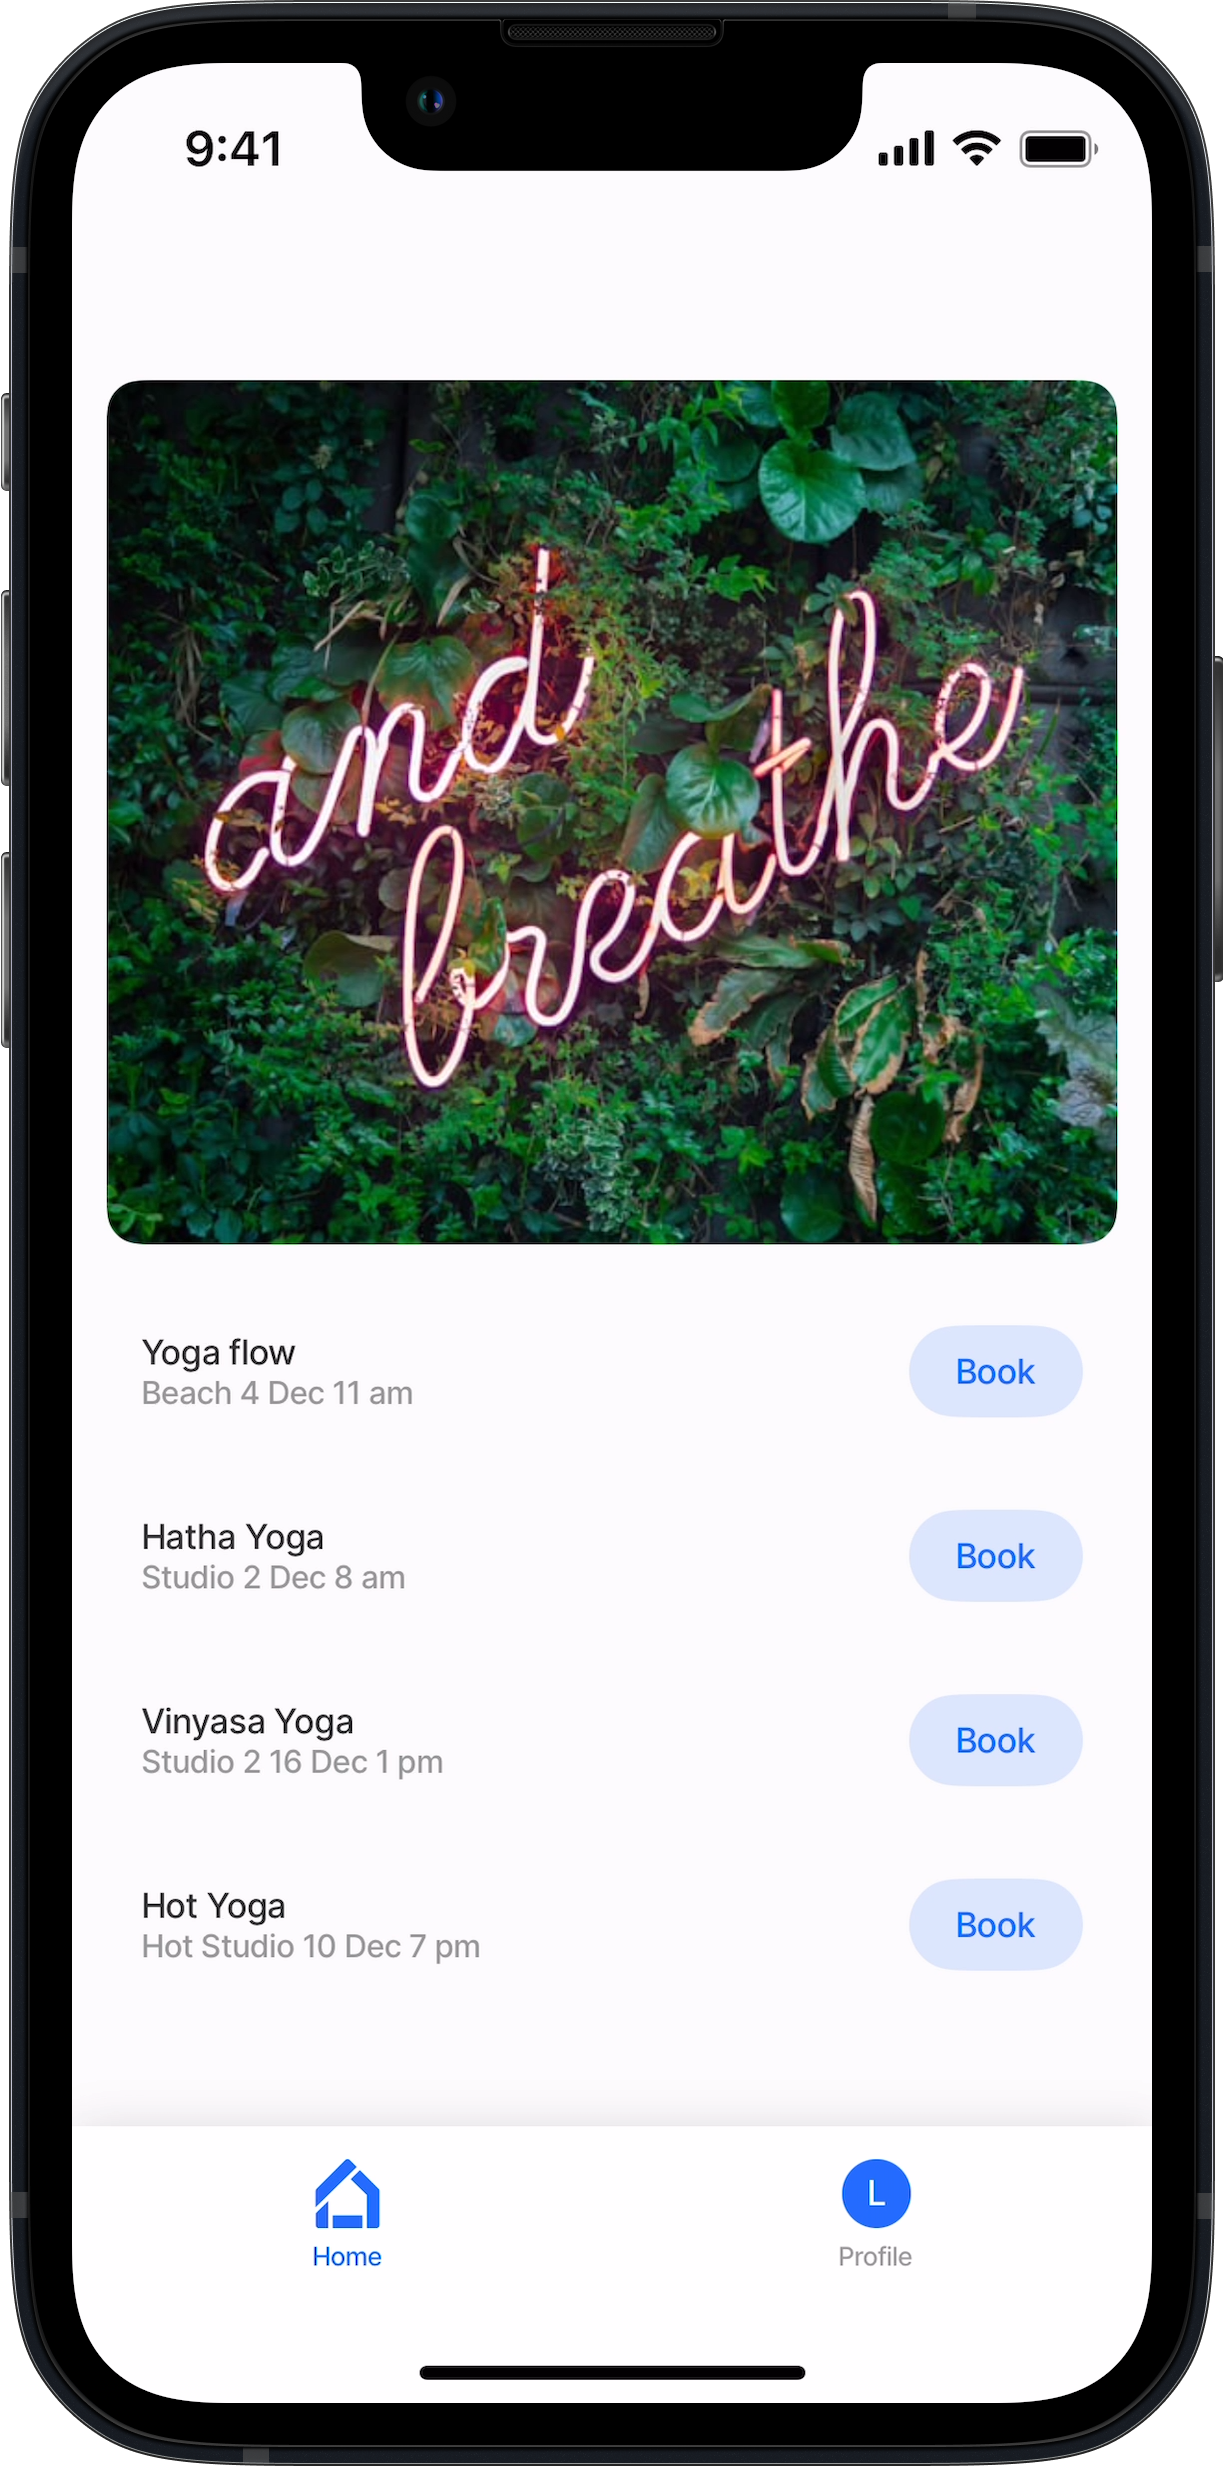 9:41
and
breathe
Yoga flow
Beach 4 Dec 11 am
Book
Hatha Yoga
Studio 2 Dec 8 am
Book
Vinyasa Yoga
Studio 2 16 Dec 1 pm
Book
Hot Yoga
Hot Studio 10 Dec 7 pm
Book
Home
L
Profile